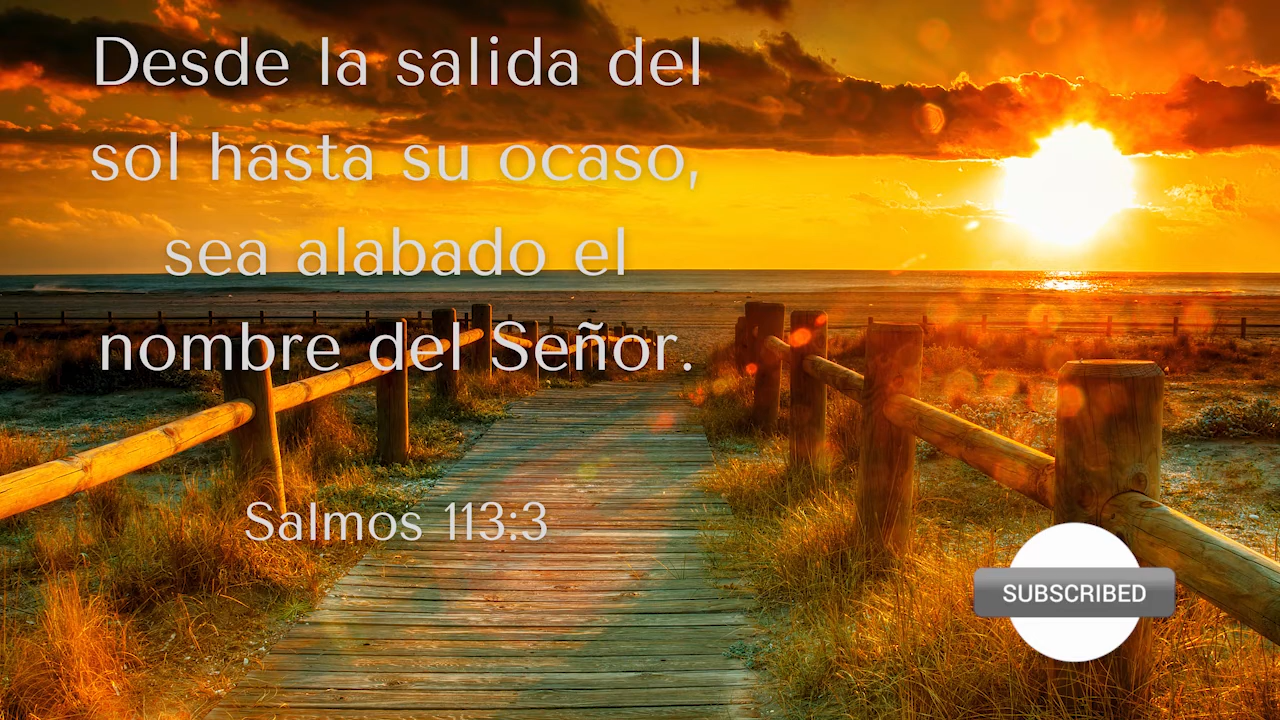 Desde la salida del
sol hasta su ocaso,
sea alabado el
nombre del Señor.
Salmos 113:3
SUBSCRIBED